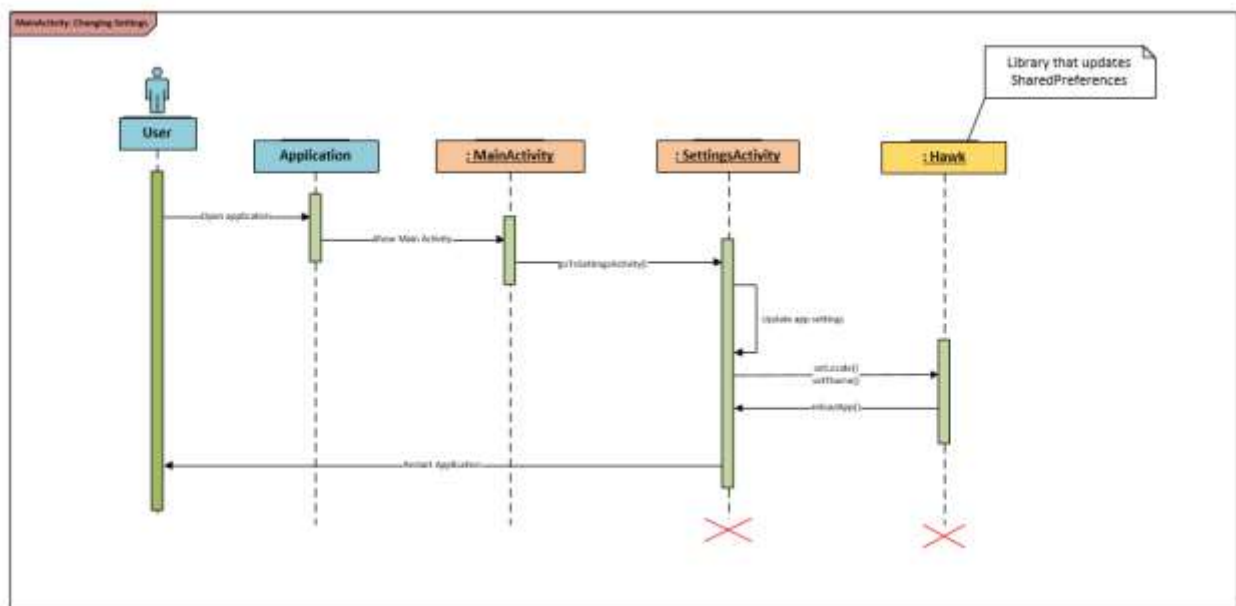 MainActivity: Changing Settings
Library that updates
SharedPreferences
User
Application
: MainActivity
: SettingsActivity
: Hawk
Open application
Show Main Activity
goToSettingsActivity()
Update app settings
setLocale()
setTheme()
reloadApp()
Restart Application